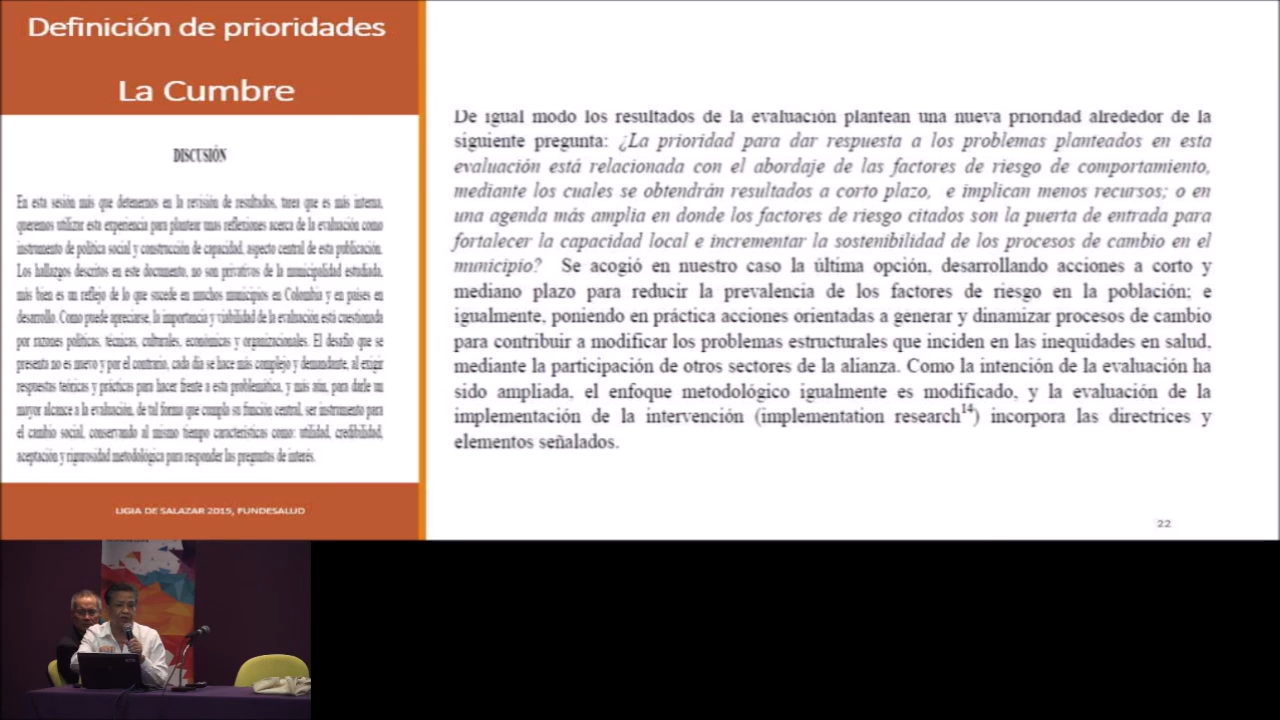 Definición de prioridades
La Cumbre
DISCUSIÓN
En esta sesión más que detenernos en la revisión de resultados, tarea que es más interna,
queremos utilizar esta experiencia para plantear unas reflexiones acerca de la evaluación como
instrumento de política social y construcción de capacidad, aspecto central de esta publicación.
Los hallazgos descritos en este documento, no son privativos de la municipalidad estudiada,
más bien es un reflejo de lo que sucede en muchos municipios en Colombia y en países en
desarrollo. Como puede apreciarse, la importancia y viabilidad de la evaluación está cuestionada
por razones políticas, técnicas, culturales, económicas y organizacionales. El desafío que se
presenta no es nuevo y por el contrario, cada día se hace más complejo y demandante, al exigir
respuestas teóricas y prácticas para hacer frente a esta problemática, y más aún, para darle un
mayor alcance a la evaluación, de tal forma que cumpla su función central, ser instrumento para
el cambio social, conservando al mismo tiempo características como: utilidad, credibilidad,
aceptación y rigurosidad metodológica para responder las preguntas de interés.
LIGIA DE SALAZAR 2015, FUNDESALUD
De igual modo los resultados de la evaluación plantean una nueva prioridad alrededor de la
siguiente pregunta: ¿La prioridad para dar respuesta a los problemas planteados en esta
evaluación está relacionada con el abordaje de las factores de riesgo de comportamiento,
mediante los cuales se obtendrán resultados a corto plazo, e implican menos recursos; o en
una agenda más amplia en donde los factores de riesgo citados son la puerta de entrada para
fortalecer la capacidad local e incrementar la sostenibilidad de los procesos de cambio en el
municipio? Se acogió en nuestro caso la última opción, desarrollando acciones a corto y
mediano plazo para reducir la prevalencia de los factores de riesgo en la población; e
igualmente, poniendo en práctica acciones orientadas a generar y dinamizar procesos de cambio
para contribuir a modificar los problemas estructurales que inciden en las inequidades en salud,
mediante la participación de otros sectores de la alianza. Como la intención de la evaluación ha
sido ampliada, el enfoque metodológico igualmente es modificado, y la evaluación de la
implementación de la intervención (implementation research14) incorpora las directrices y
elementos señalados.
22